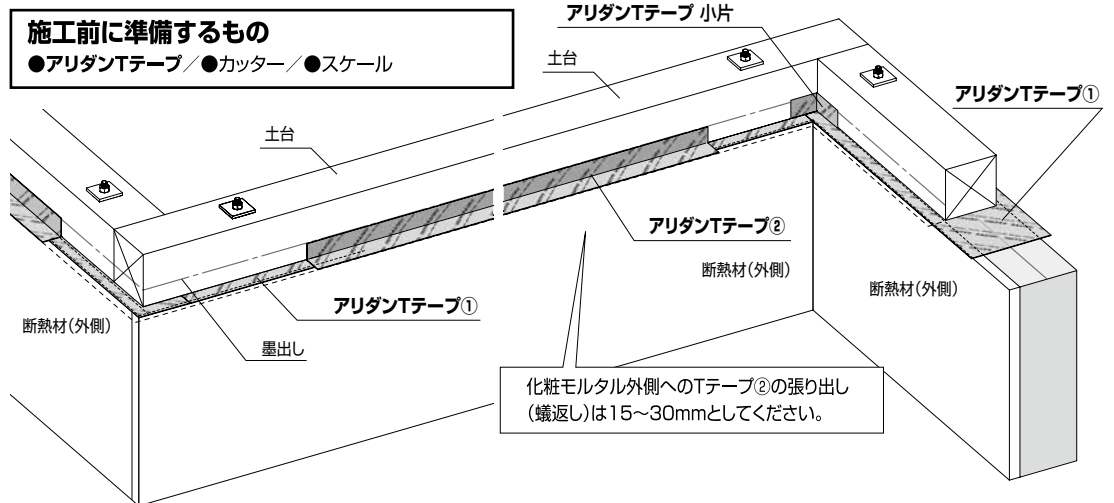 施工前に準備するもの
●アリダンTテープ／●カッター／●スケール
アリダンTテープ 小片
土台
アリダンTテープ①
土台
アリダンTテープ②
断熱材(外側)
断熱材(外側)
アリダンTテープ①
断熱材(外側)
墨出し
化粧モルタル外側へのTテープ②の張り出し
(蟻返し)は15～30mmとしてください。